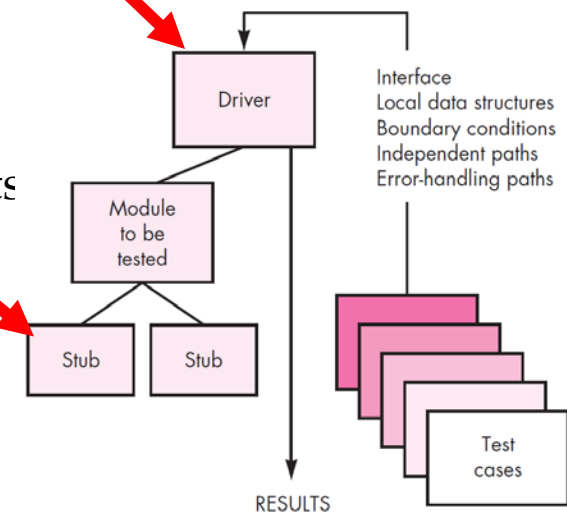 Driver
Interface
Local data structures
Boundary conditions
Independent paths
Error-handling paths
Module
to be
tested
Stub
Stub
Test
cases
RESULTS